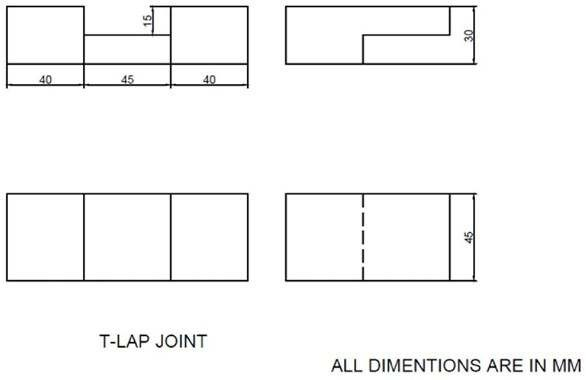 15
30
40 45 40
45
T-LAP JOINT
ALL DIMENTIONS ARE IN MM